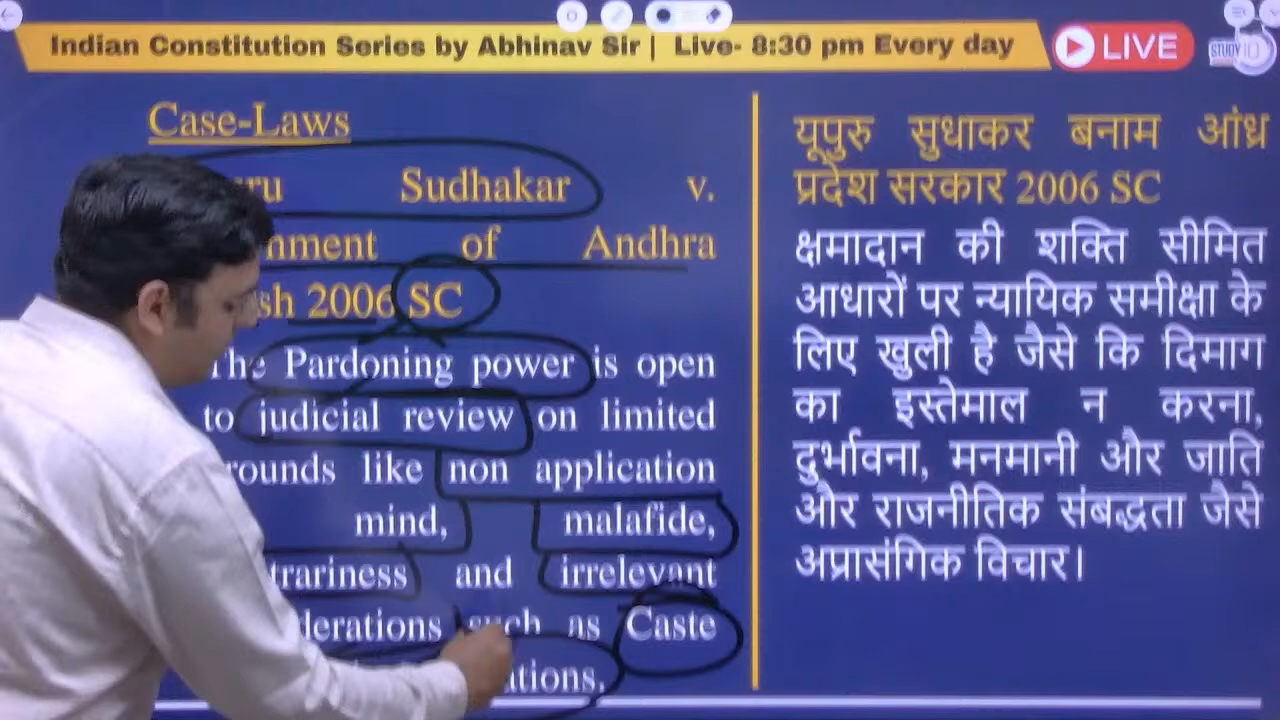 Indian Constitution Series by Abhinav Sir | Live- 8:30 pm Every day
LIVE
STUDY
Case-Laws
Sudhakar v.
of Andhra
2006 SC
The Pardoning power is open
to judicial review on limited
like non application
mind, malafide,
and irrelevant
such as Caste
यूपुरु सुधाकर बनाम आंध्र
प्रदेश सरकार 2006 SC
क्षमादान की शक्ति सीमित
आधारों पर न्यायिक समीक्षा के
लिए खुली है जैसे कि दिमाग
का इस्तेमाल न करना,
दुर्भावना, मनमानी और जाति
और राजनीतिक संबद्धता जैसे
अप्रासंगिक विचार।